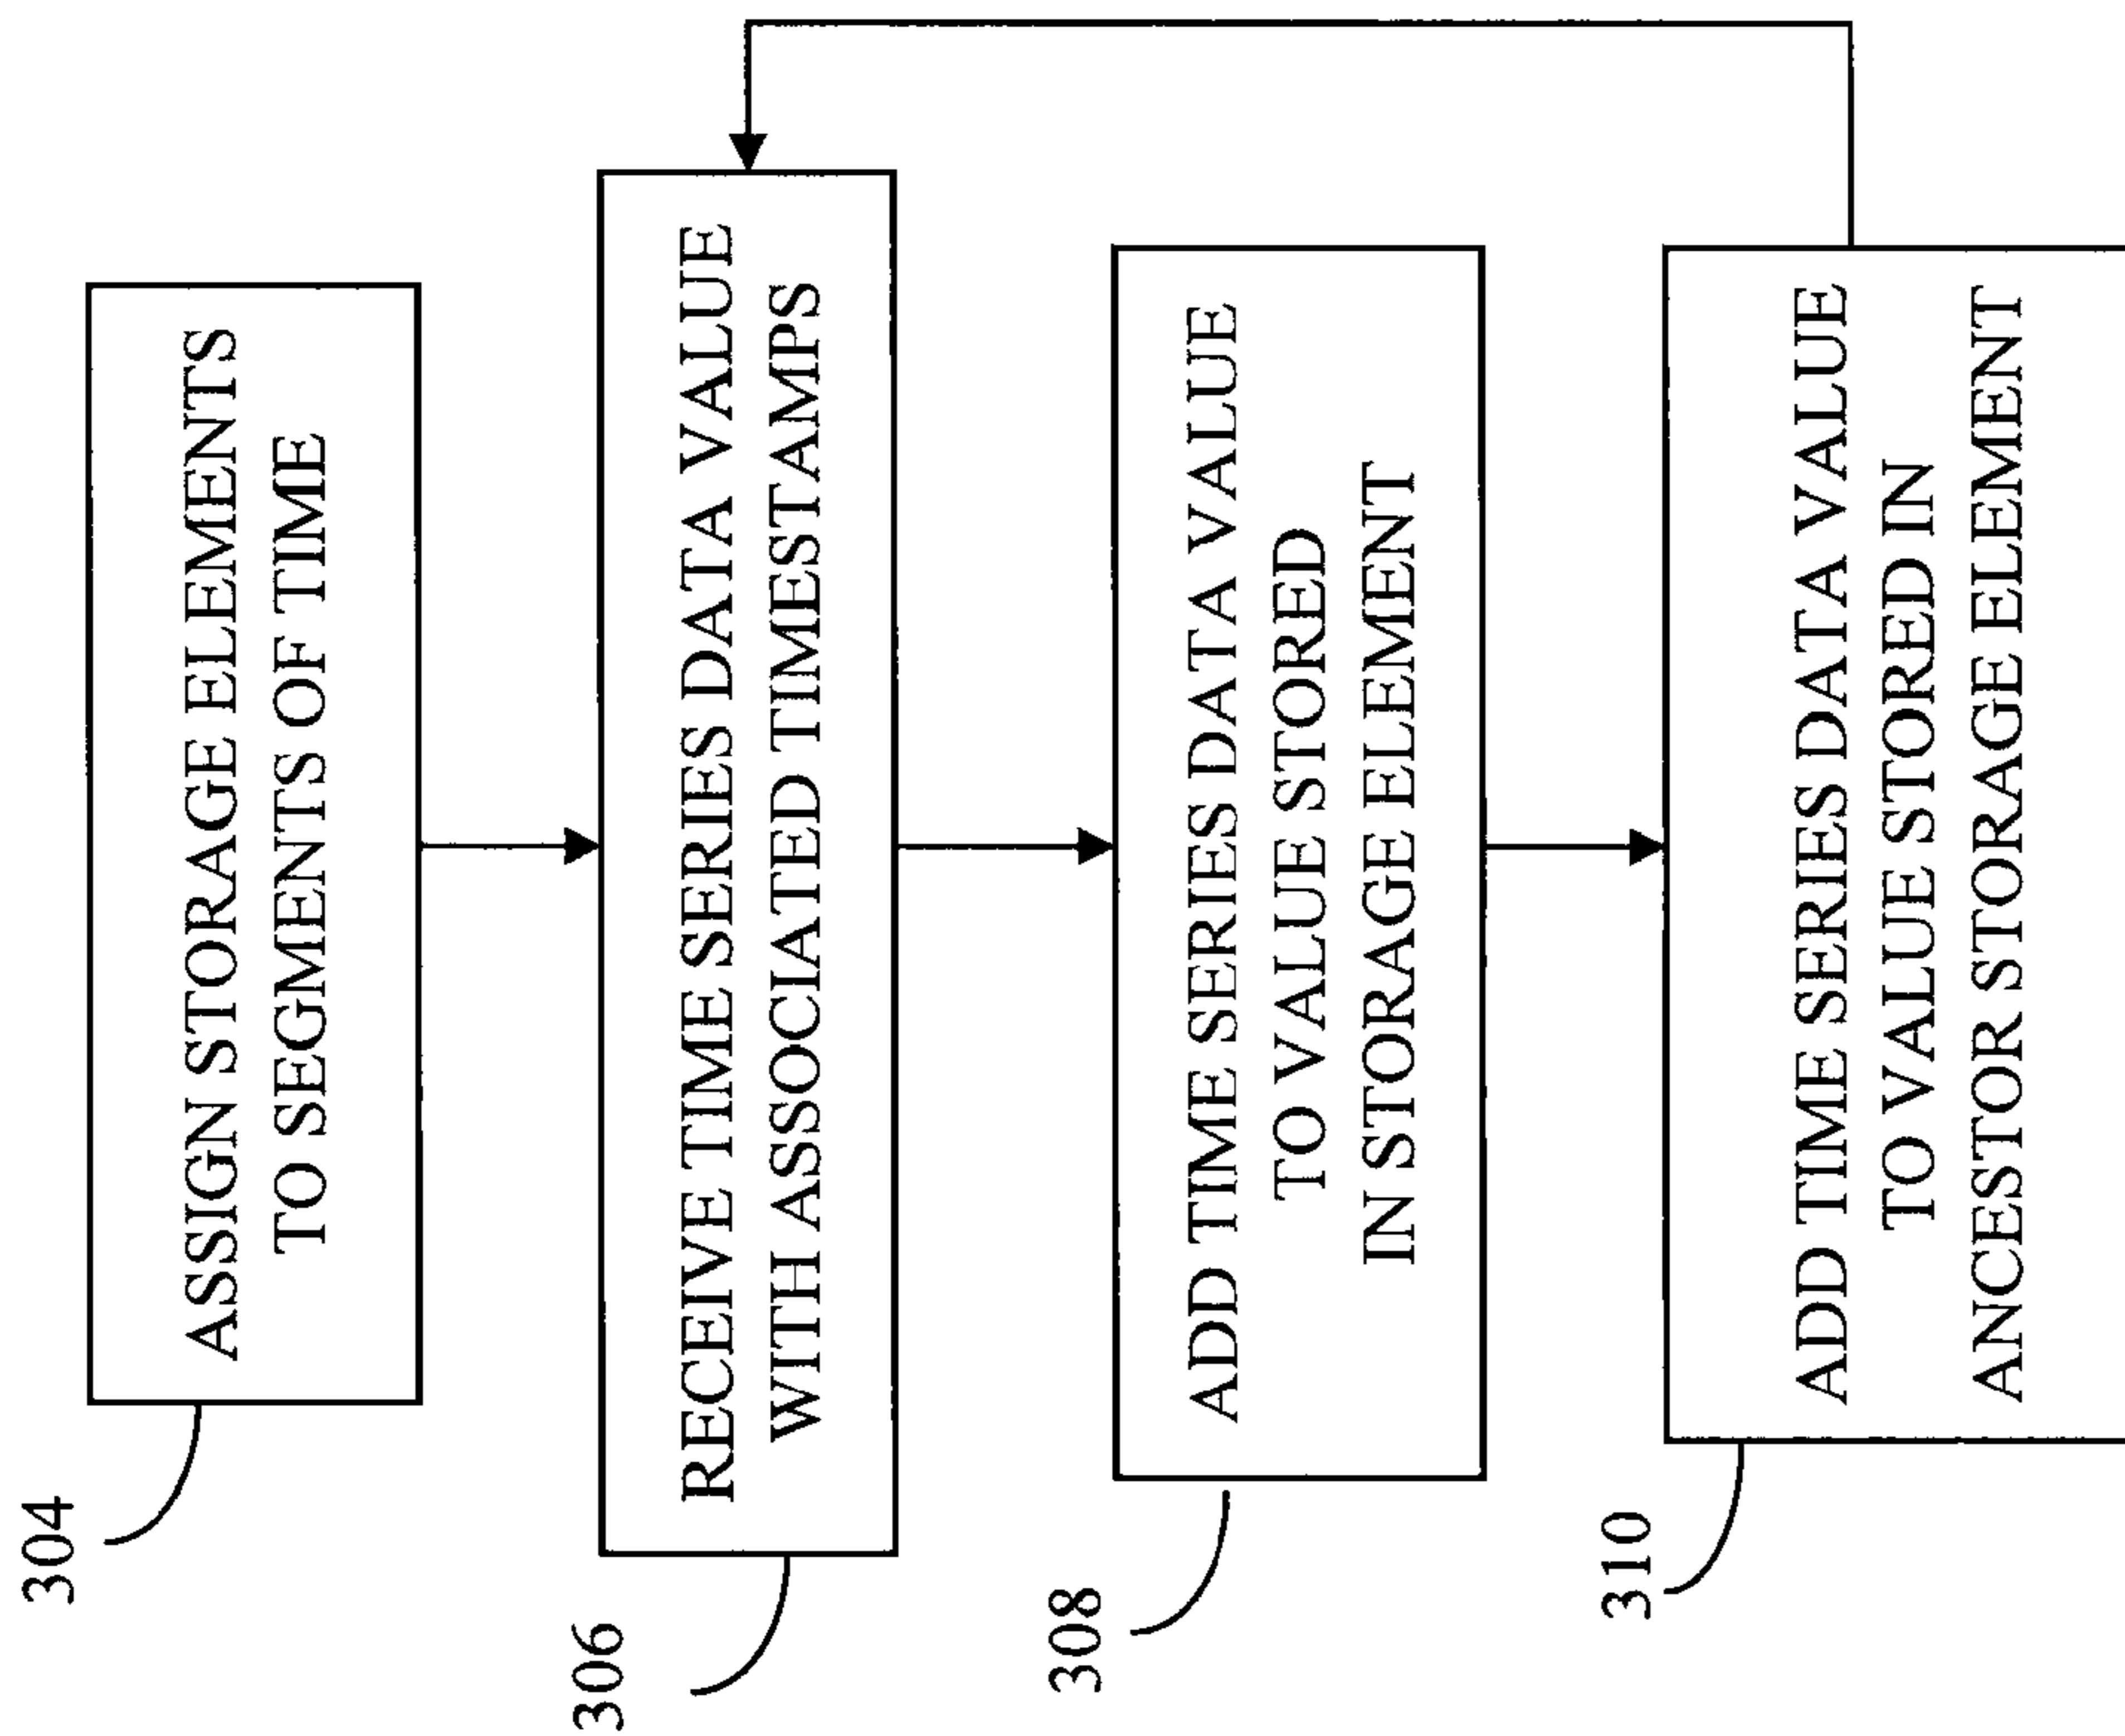 304
ASSIGN STORAGE ELEMENTS
TO SEGMENTS OF TIME
306
RECEIVE TIME SERIES DATA VALUE
WITH ASSOCIATED TIMESTAMPS
308
ADD TIME SERIES DATA VALUE
TO VALUE STORED
IN STORAGE ELEMENT
310
ADD TIME SERIES DATA VALUE
TO VALUE STORED IN
ANCESTOR STORAGE ELEMENT